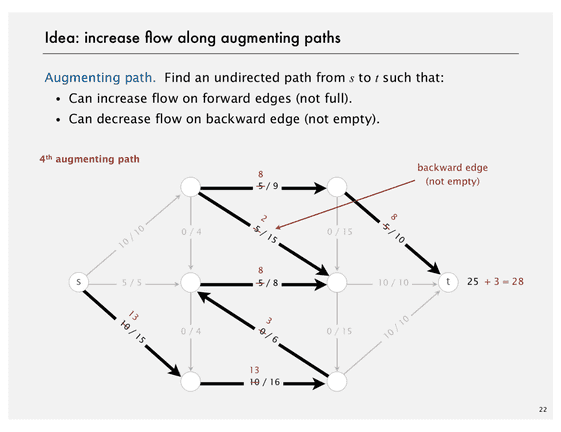 Idea: increase flow along augmenting paths
Augmenting path. Find an undirected path from s to t such that:
• Can increase flow on forward edges (not full).
• Can decrease flow on backward edge (not empty).
4th augmenting path
backward edge
(not empty)
8
5 / 9
10 / 10
0 / 4
2
5 / 15
0 / 15
8
5 / 10
s
5 / 5
8
5 / 8
10 / 10
t
25 + 3 = 28
13
10 / 15
0 / 4
3
0 / 6
0 / 15
10 / 10
13
10 / 16
22